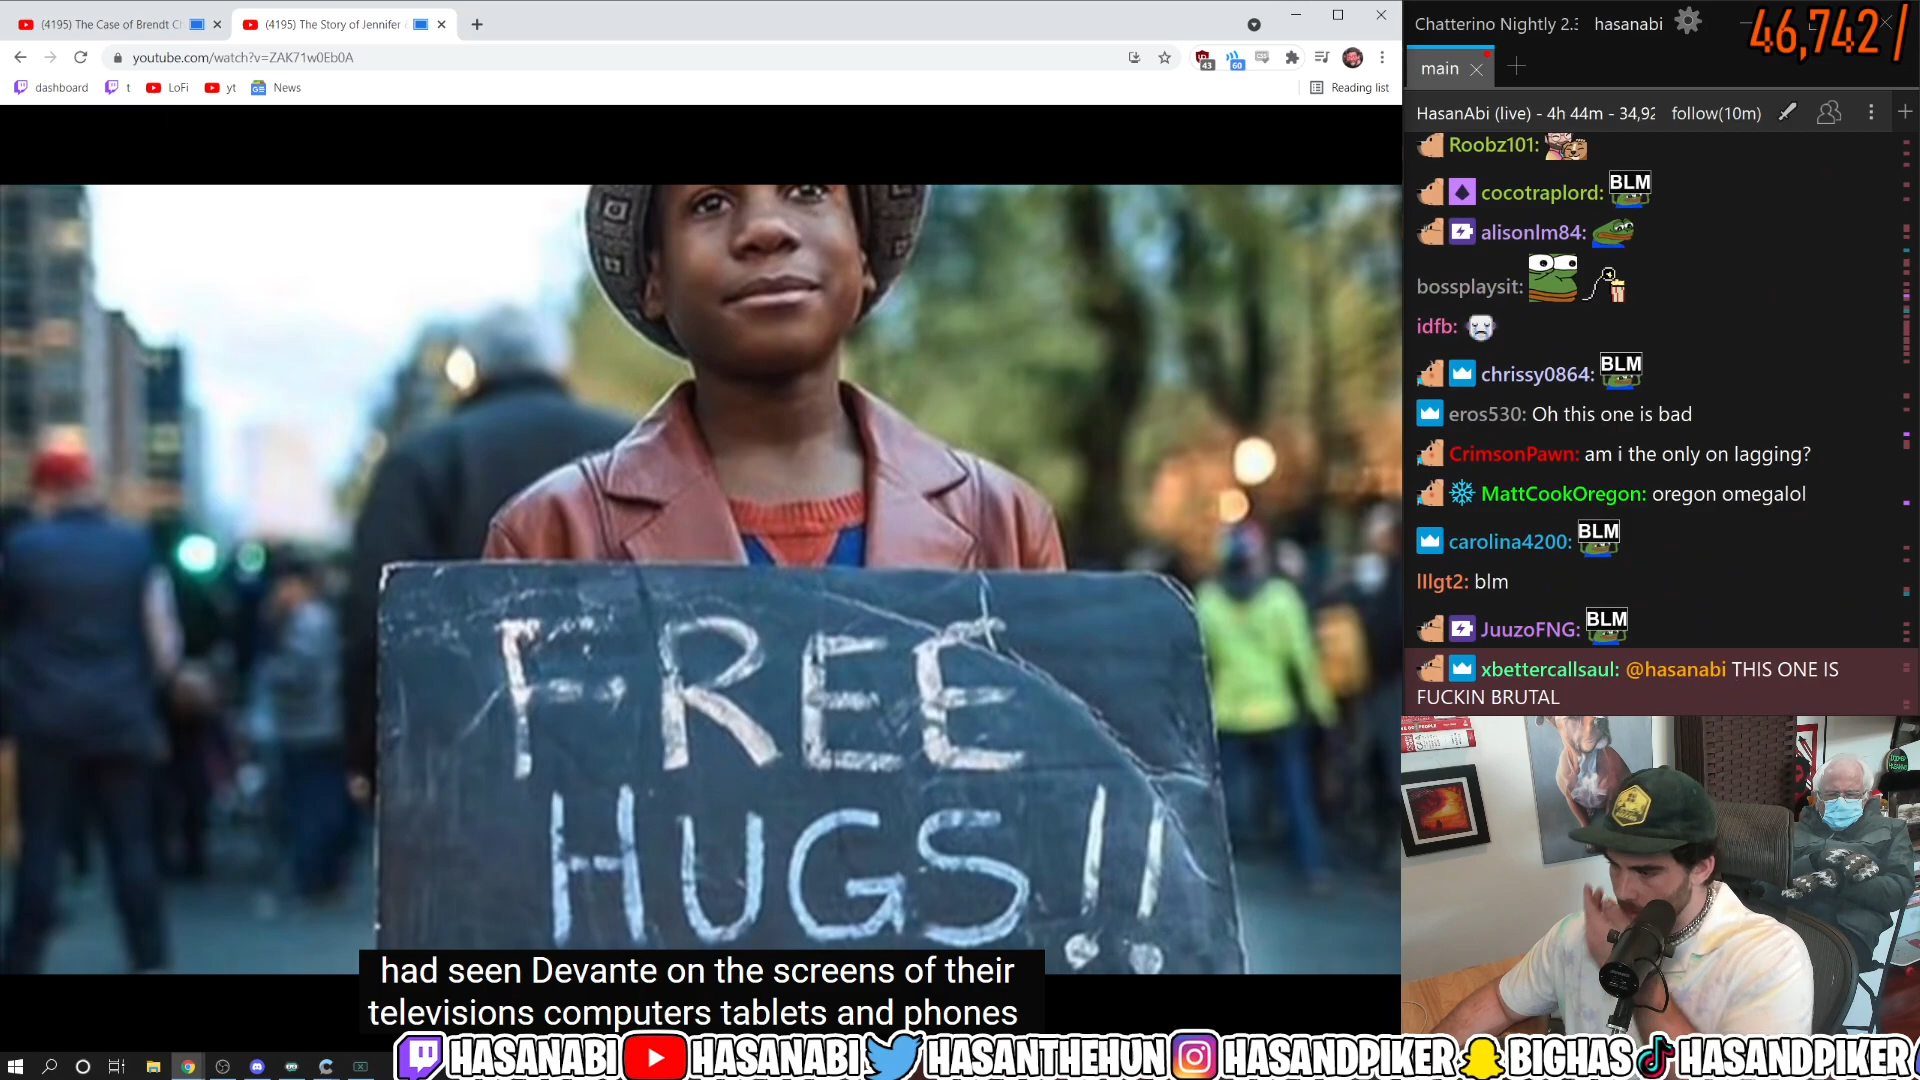 (4195) The Case of Brendt C
(4195) The Story of Jennifer
youtube.com/watch?v=ZAK71w0Eb0A
43
60
dashboard
t
LoFi
yt
News
Reading list
FREE
HUGS!!
had seen Devante on the screens of their
televisions computers tablets and phones
Chatterino Nightly 2.
hasanabi
46,742/
main
HasanAbi (live) - 4h 44m - 34,92
follow(10m)
Roobz101:
cocotraplord: BLM
alisonlm84:
bossplaysit:
idfb:
chrissy0864: BLM
eros530: Oh this one is bad
CrimsonPawn: am i the only on lagging?
MattCookOregon: oregon omegalol
carolina4200: BLM
lllgt2: blm
JuuzoFNG: BLM
xbettercallsaul: @hasanabi THIS ONE IS
FUCKIN BRUTAL
HASANABI HASANABI HASANTHEHUN HASANDPIKER BIGHAS HASANDPIKER